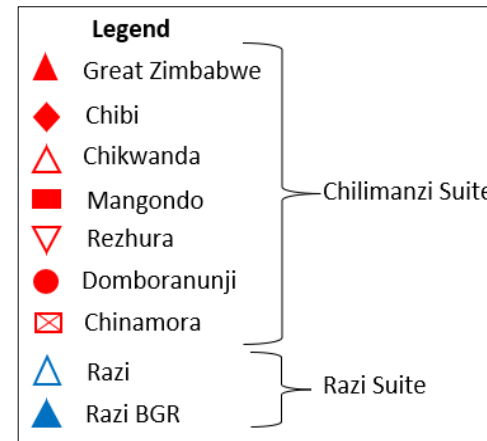 Legend
Great Zimbabwe
Chibi
Chikwanda
Mangondo
Chilimanzi Suite
Rezhura
Domboranunji
Chinamora
Razi
Razi Suite
Razi BGR